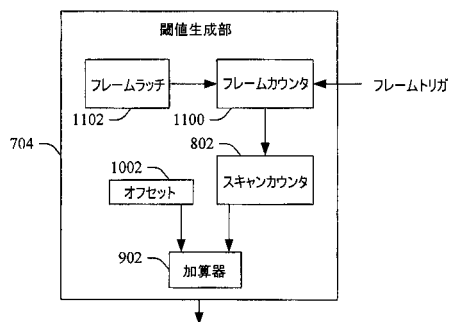 閾値生成部
フレームラッチ
フレームカウンタ
フレームトリガ
1102
1100
704
802
1002
スキャンカウンタ
オフセット
902
加算器